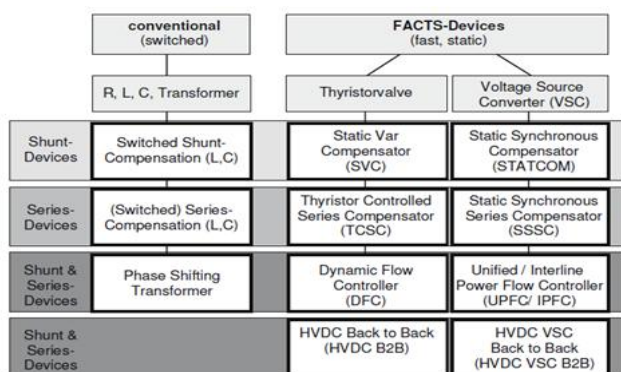 conventional
(switched)
FACTS-Devices
(fast, static)
R, L, C, Transformer
Thyristorvalve
Voltage Source
Converter (VSC)
Shunt-
Devices
Switched Shunt-
Compensation (L,C)
Static Var
Compensator
(SVC)
Static Synchronous
Compensator
(STATCOM)
Series-
Devices
(Switched) Series-
Compensation (L,C)
Thyristor Controlled
Series Compensator
(TCSC)
Static Synchronous
Series Compensator
(SSSC)
Shunt &
Series-
Devices
Phase Shifting
Transformer
Dynamic Flow
Controller
(DFC)
Unified / Interline
Power Flow Controller
(UPFC/ IPFC)
Shunt &
Series-
Devices
HVDC Back to Back
(HVDC B2B)
HVDC VSC
Back to Back
(HVDC VSC B2B)